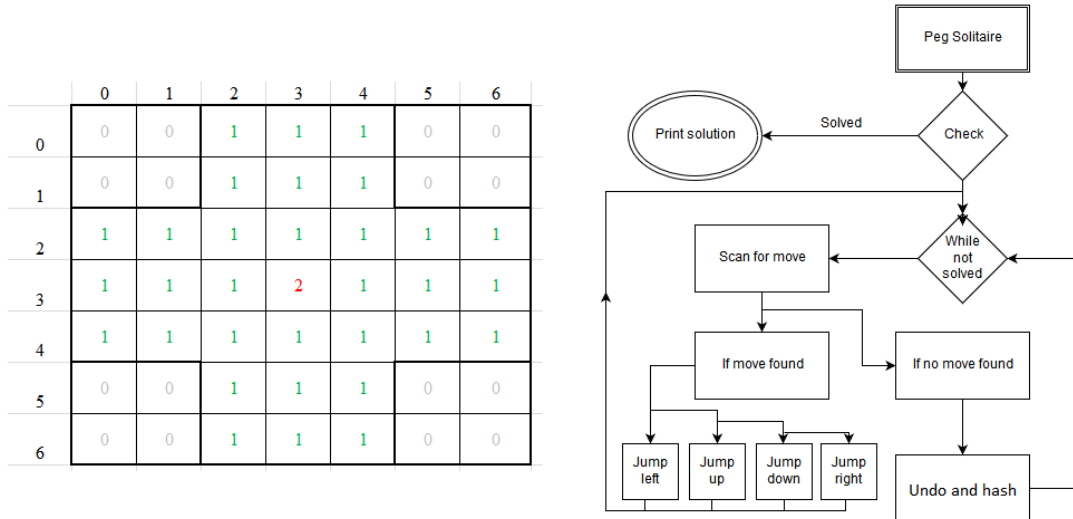 0 1 2 3 4 5 6
0 0 0 1 1 1 0 0
1 0 0 1 1 1 0 0
2 1 1 1 1 1 1 1
3 1 1 1 2 1 1 1
4 1 1 1 1 1 1 1
5 0 0 1 1 1 0 0
6 0 0 1 1 1 0 0
Peg Solitaire
Check
Solved
Print solution
While
not
solved
Scan for move
If move found
If no move found
Jump
left
Jump
up
Jump
down
Jump
right
Undo and hash